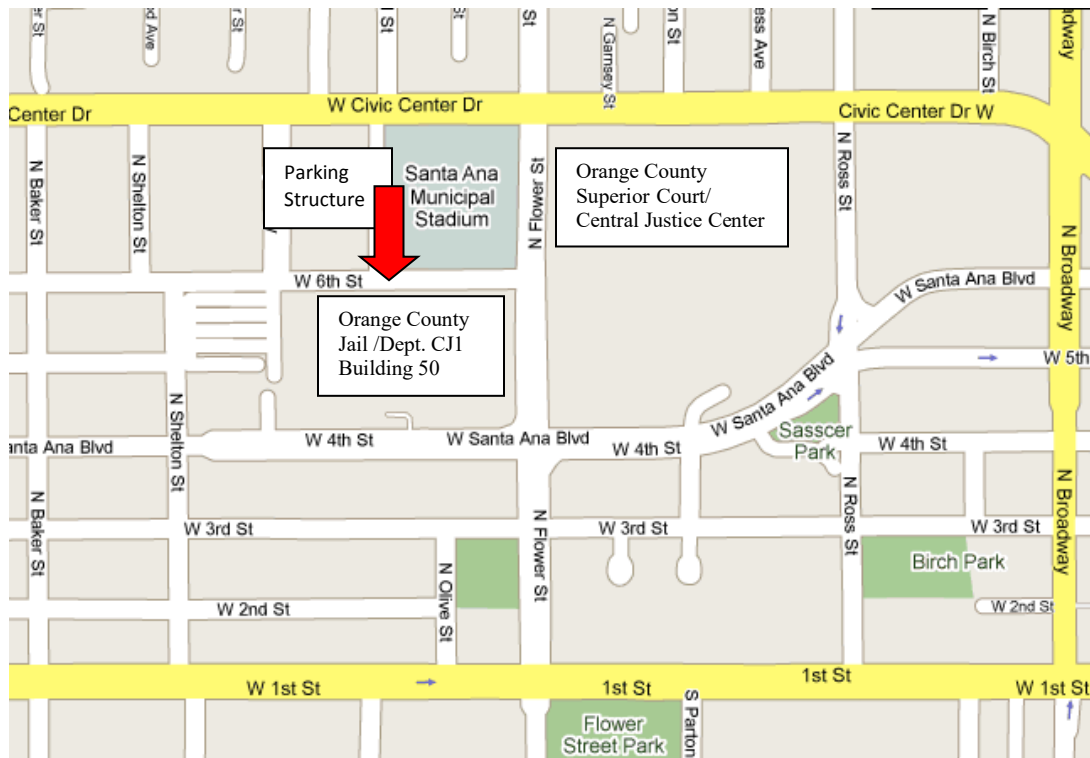 N Garnsey St
N Birch St
W Civic Center Dr
Center Dr
Civic Center Dr W
N Baker St
N Shelton St
Parking
Structure
Santa Ana
Municipal
Stadium
N Flower St
Orange County
Superior Court/
Central Justice Center
N Ross St
N Broadway
W 6th St
W Santa Ana Blvd
Orange County
Jail /Dept. CJ1
Building 50
W 5th
W Santa Ana Blvd
N Shelton St
W 4th St
W Santa Ana Blvd
W 4th St
Sasscer
Park
W 4th St
anta Ana Blvd
N Baker St
W 3rd St
N Flower St
W 3rd St
N Ross St
W 3rd St
N Broadway
N Olive St
Birch Park
W 2nd St
W 2nd St
W 1st St
1st St
1st St
W 1st St
S Parton
Flower
Street Park